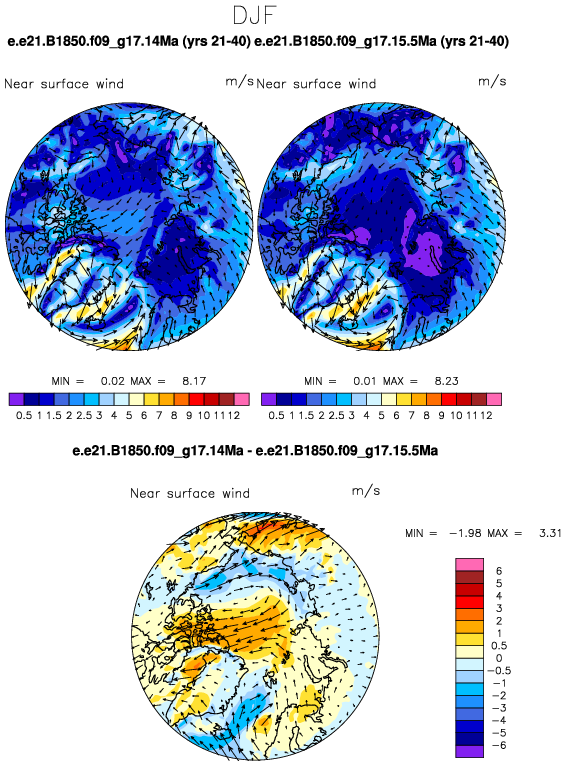 DJF
e.e21.B1850.f09_g17.14Ma (yrs 21-40) e.e21.B1850.f09_g17.15.5Ma (yrs 21-40)
Near surface wind m/s Near surface wind m/s
MIN = 0.02 MAX = 8.17 MIN = 0.01 MAX = 8.23
0.5 1 1.5 2 2.5 3 4 5 6 7 8 9 10 11 12 0.5 1 1.5 2 2.5 3 4 5 6 7 8 9 10 11 12
e.e21.B1850.f09_g17.14Ma - e.e21.B1850.f09_g17.15.5Ma
Near surface wind m/s
MIN = -1.98 MAX = 3.31
6
5
4
3
2
1
0.5
0
-0.5
-1
-2
-3
-4
-5
-6